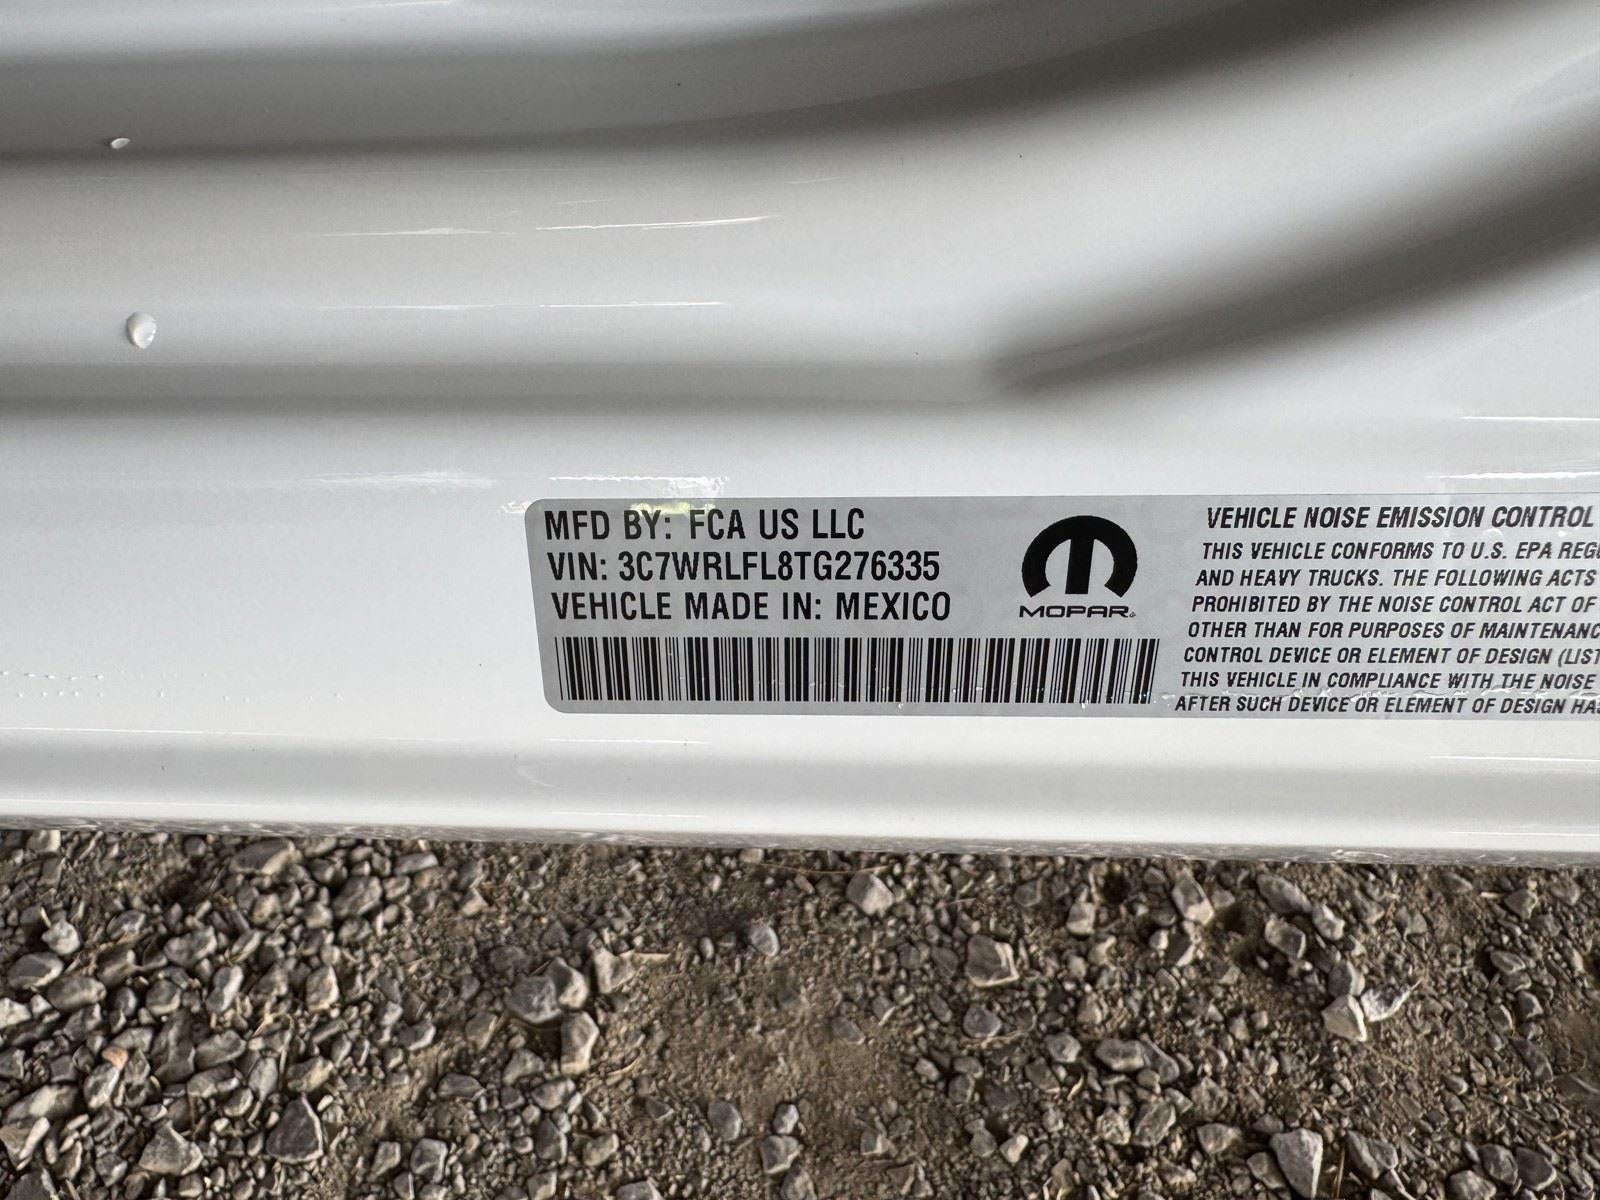 MFD BY: FCA US LLC
VIN: 3C7WRLFL8TG276335
VEHICLE MADE IN: MEXICO
MOPAR
VEHICLE NOISE EMISSION CONTROL
THIS VEHICLE CONFORMS TO U.S. EPA
AND HEAVY TRUCKS. THE FOLLOWING ACTS
PROHIBITED BY THE NOISE CONTROL ACT OF
OTHER THAN FOR PURPOSES OF
CONTROL DEVICE OR ELEMENT OF DESIGN
THIS VEHICLE IN COMPLIANCE WITH THE NOISE
AFTER SUCH DEVICE OR ELEMENT OF DESIGN